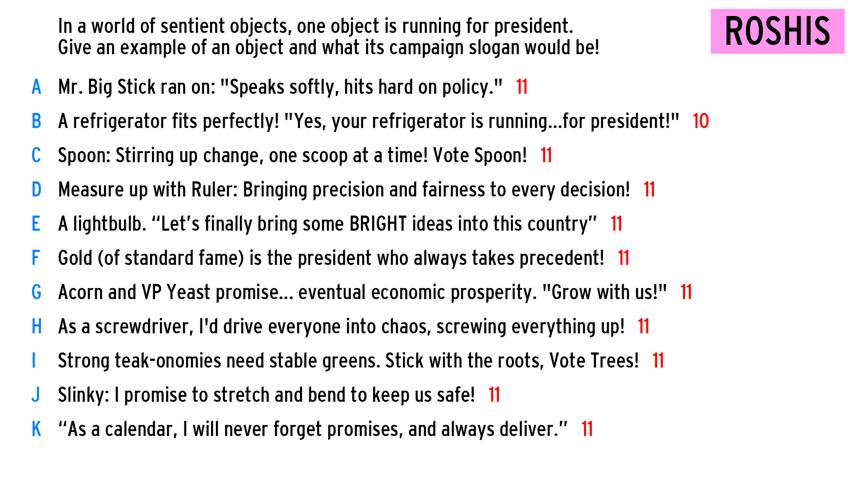 In a world of sentient objects, one object is running for president.
Give an example of an object and what its campaign slogan would be!
ROSHIS
A Mr. Big Stick ran on: "Speaks softly, hits hard on policy." 11
B A refrigerator fits perfectly! "Yes, your refrigerator is running...for president!" 10
C Spoon: Stirring up change, one scoop at a time! Vote Spoon! 11
D Measure up with Ruler: Bringing precision and fairness to every decision! 11
E A lightbulb. “Let’s finally bring some BRIGHT ideas into this country” 11
F Gold (of standard fame) is the president who always takes precedent! 11
G Acorn and VP Yeast promise... eventual economic prosperity. "Grow with us!" 11
H As a screwdriver, I'd drive everyone into chaos, screwing everything up! 11
I Strong teak-onomies need stable greens. Stick with the roots, Vote Trees! 11
J Slinky: I promise to stretch and bend to keep us safe! 11
K “As a calendar, I will never forget promises, and always deliver.” 11